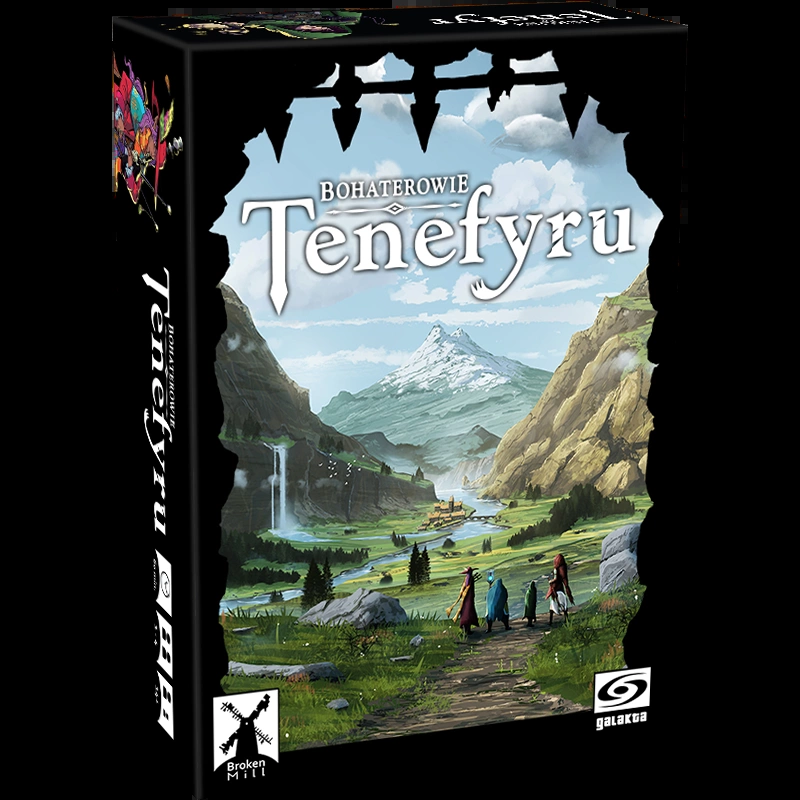 BOHATEROWIE
Tenefyru
BOHATEROWIE
Tenefyru
Broken
Mill
galakta